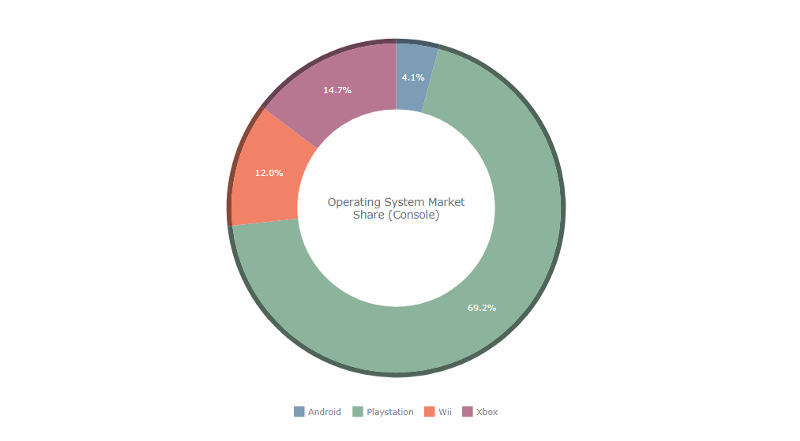 4.1%
14.7%
12.0%
Operating System Market
Share (Console)
69.2%
Android Playstation Wii Xbox